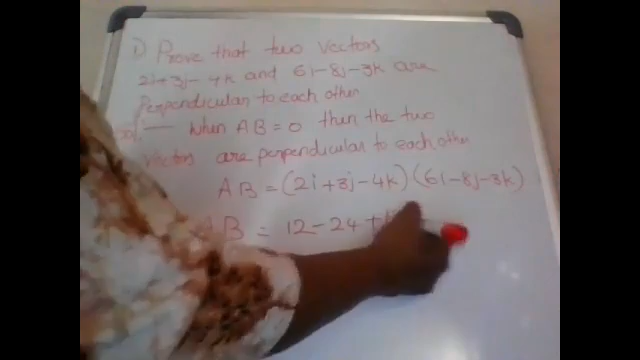 1) Prove that two vectors
2i+3j-4k and 6i-8j-3k are
Perpendicular to each other
when AB=0 then the two
vectors are perpendicular to each other
AB = (2i+3j-4k)(6i-8j-3k)
AB = 12-24+